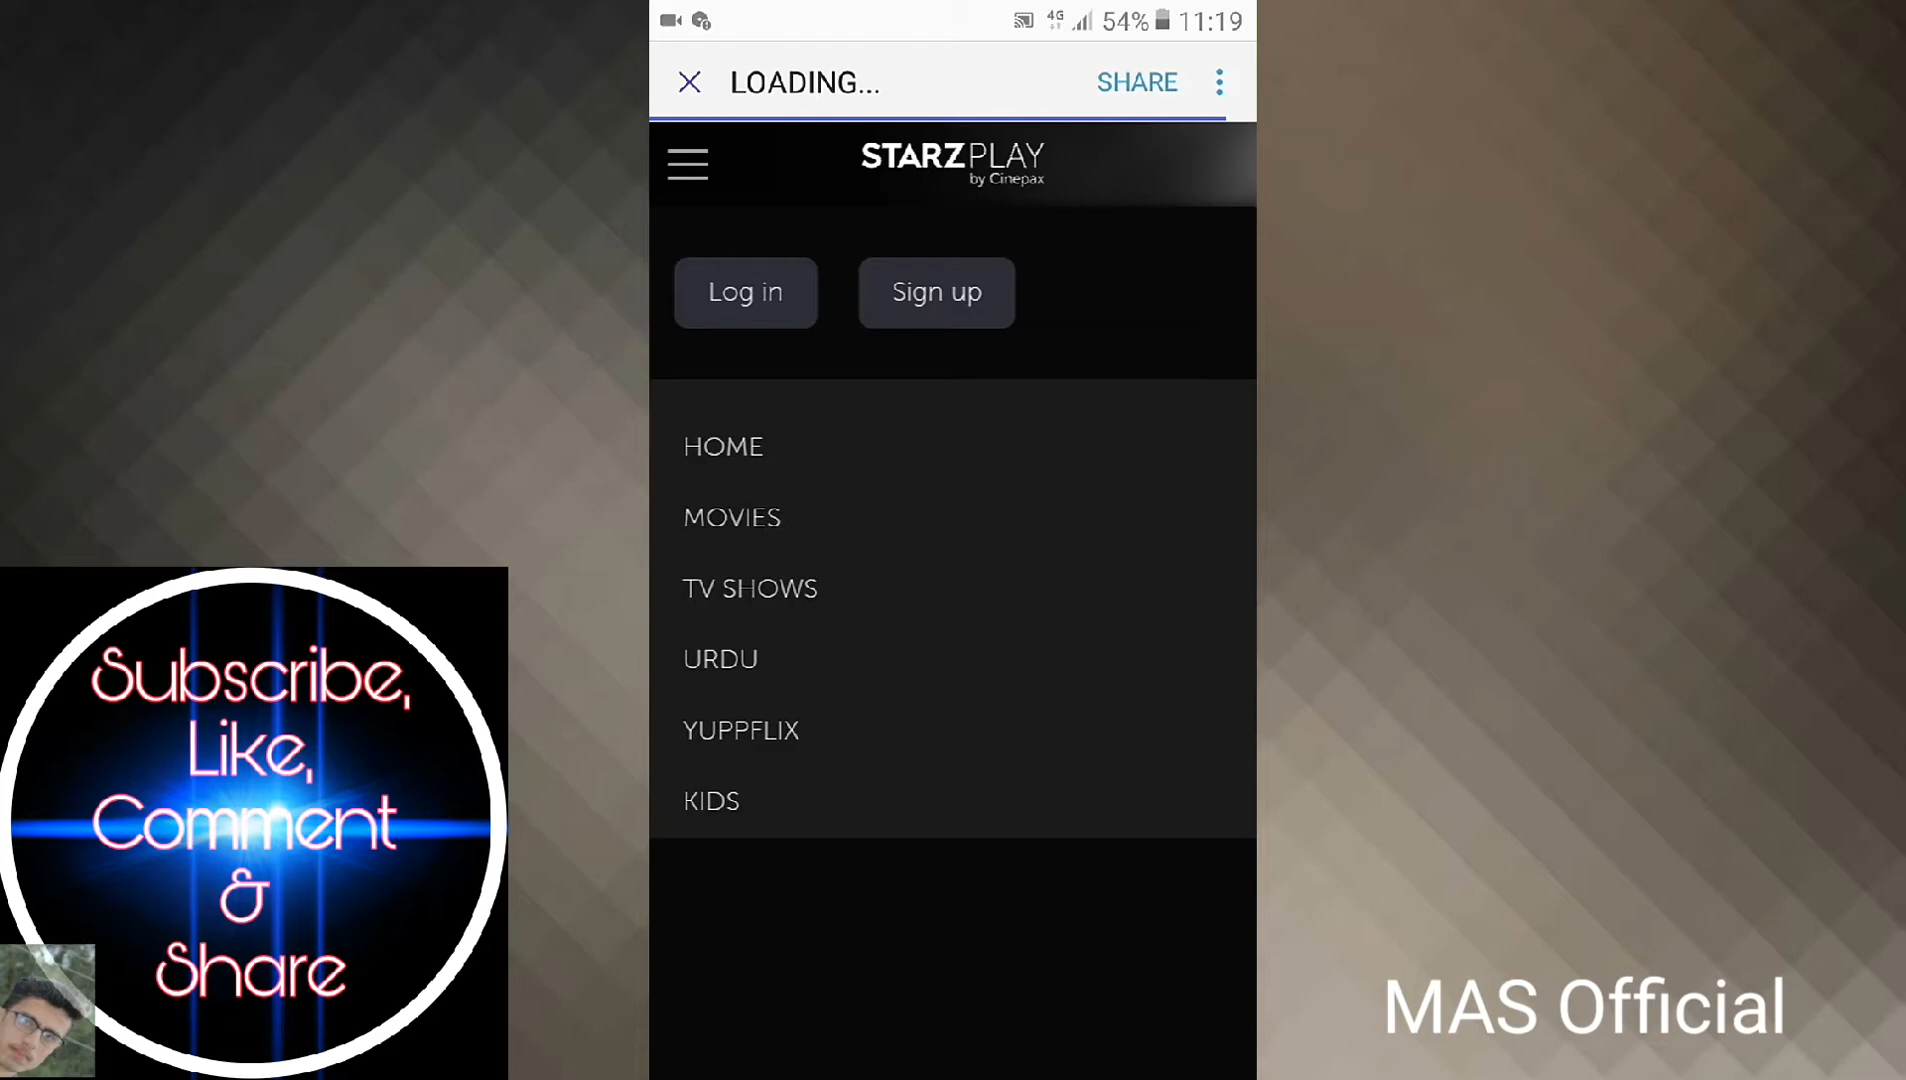 4G 54% 11:19
LOADING... SHARE
STARZPLAY
by Cinepax
Log in Sign up
HOME
MOVIES
TV SHOWS
URDU
YUPPFLIX
KIDS
Subscribe,
Like,
Comment
&
Share
MAS Official